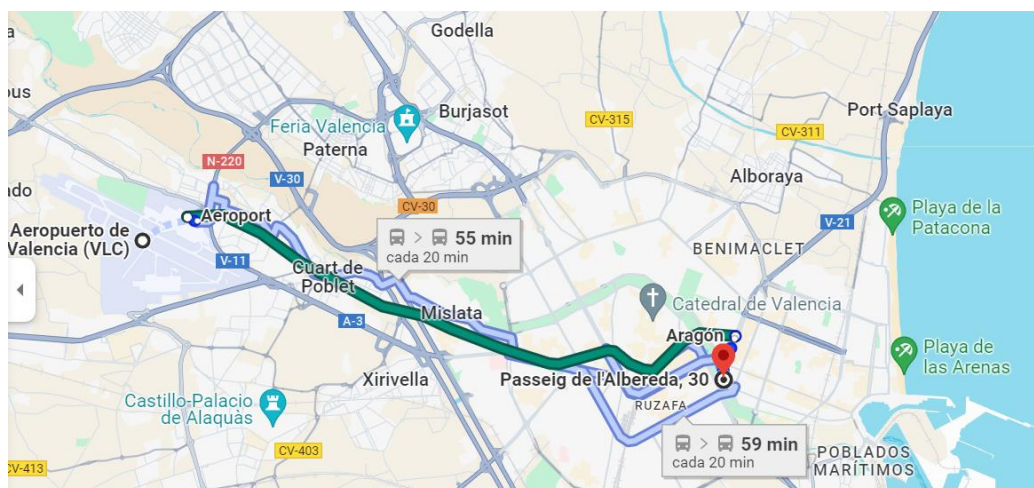 a
Godella
Port Saplaya
ous
Burjasot
CV-315
Feria Valencia
Paterna
CV-311
N-220
Alboraya
V-30
ado
CV-30
Playa de la
Patacona
Aeroport
V-21
Aeropuerto de
Valencia (VLC)
55 min
cada 20 min
BENIMACLET
V-11
Cuart de
Poblet
Catedral de Valencia
Mislata
A-3
Aragón
Playa de
las Arenas
Xirivella
Passeig de l'Albereda, 30
Castillo-Palacio
de Alaquàs
RUZAFA
59 min
cada 20 min
CV-403
POBLADOS
MARÍTIMOS
CV-413